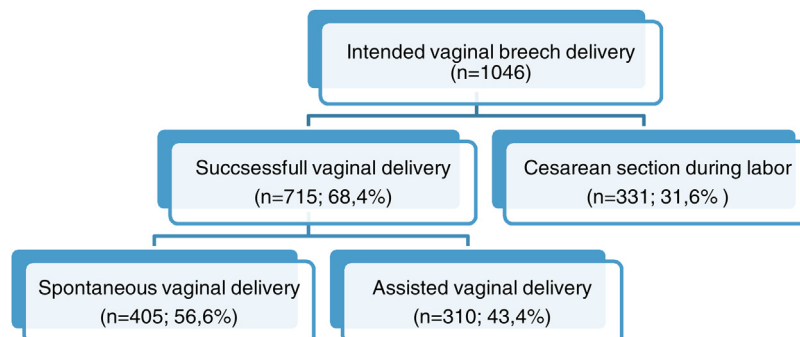 Intended vaginal breech delivery
(n=1046)
Succsessfull vaginal delivery
(n=715; 68,4%)
Cesarean section during labor
(n=331; 31,6% )
Spontaneous vaginal delivery
(n=405; 56,6%)
Assisted vaginal delivery
(n=310; 43,4%)